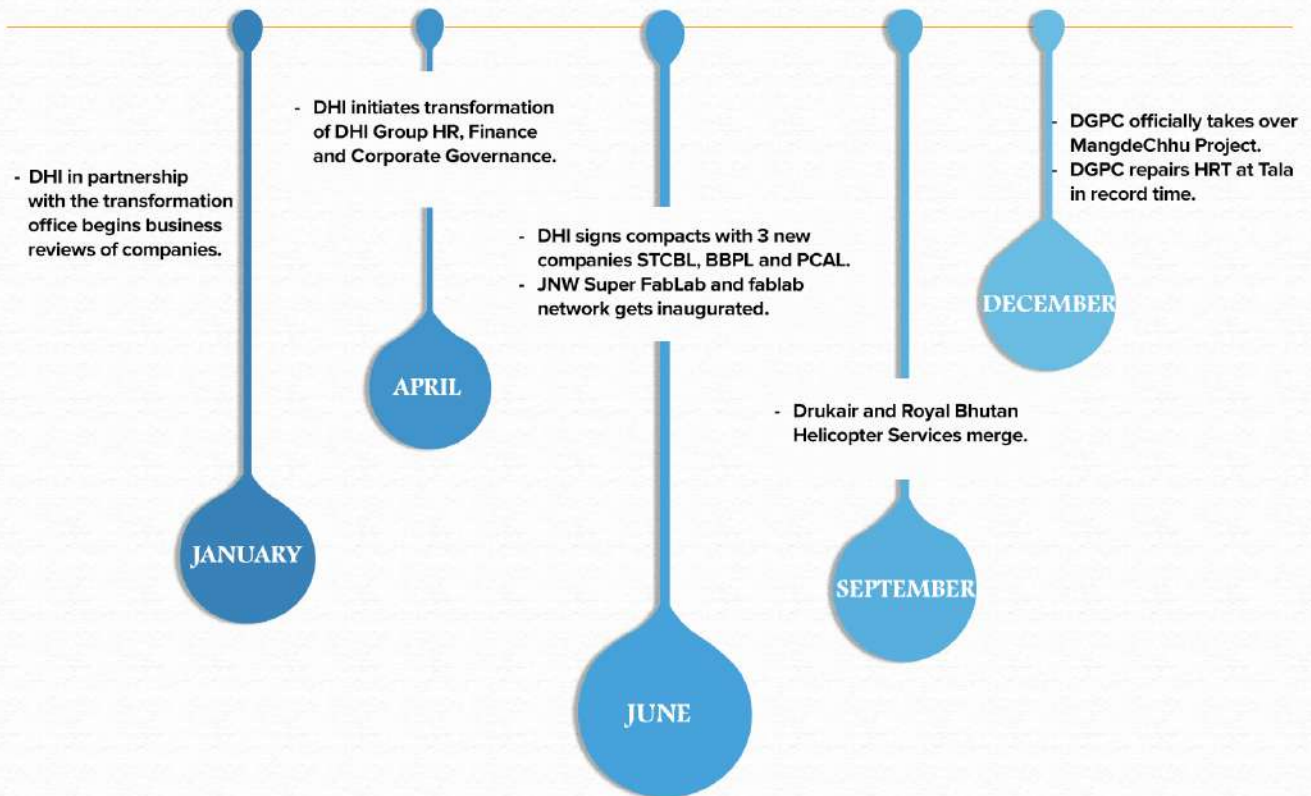 - DHI in partnership
with the transformation
office begins business
reviews of companies.
JANUARY
- DHI initiates transformation
of DHI Group HR, Finance
and Corporate Governance.
APRIL
- DHI signs compacts with 3 new
companies STCBL, BBPL and PCAL.
- JNW Super FabLab and fablab
network gets inaugurated.
JUNE
- Drukair and Royal Bhutan
Helicopter Services merge.
SEPTEMBER
- DGPC officially takes over
MangdeChhu Project.
- DGPC repairs HRT at Tala
in record time.
DECEMBER